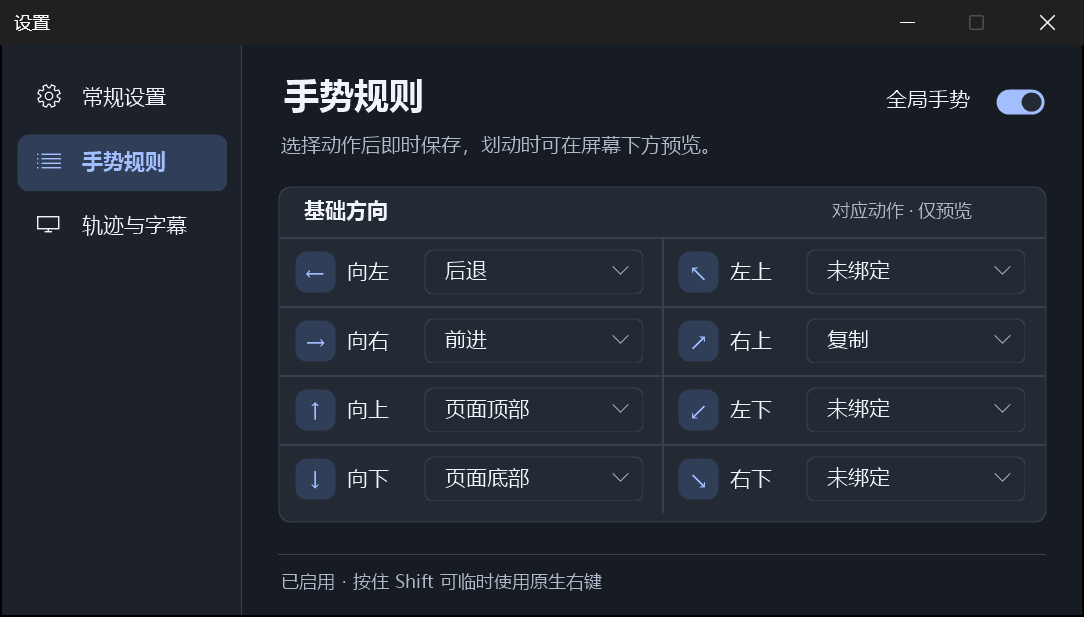 设置
常规设置
手势规则
轨迹与字幕
手势规则
全局手势
选择动作后即时保存，划动时可在屏幕下方预览。
基础方向
对应动作 · 仅预览
← 向左 后退
↖ 左上 未绑定
→ 向右 前进
↗ 右上 复制
↑ 向上 页面顶部
↙ 左下 未绑定
↓ 向下 页面底部
↘ 右下 未绑定
已启用 · 按住 Shift 可临时使用原生右键